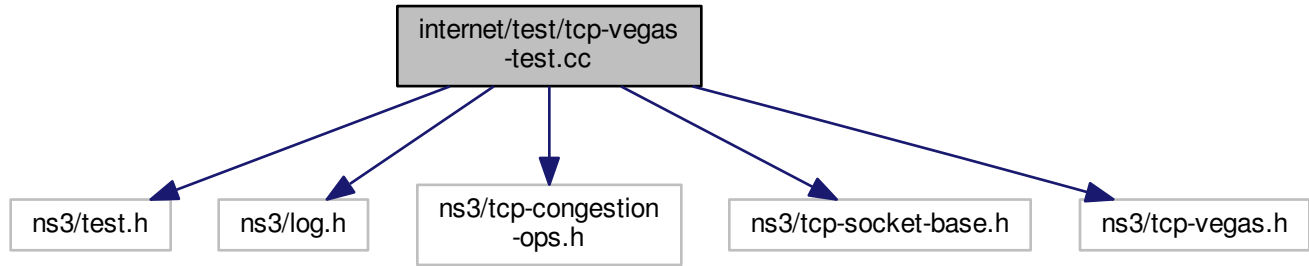 internet/test/tcp-vegas
-test.cc
ns3/test.h
ns3/log.h
ns3/tcp-congestion
-ops.h
ns3/tcp-socket-base.h
ns3/tcp-vegas.h